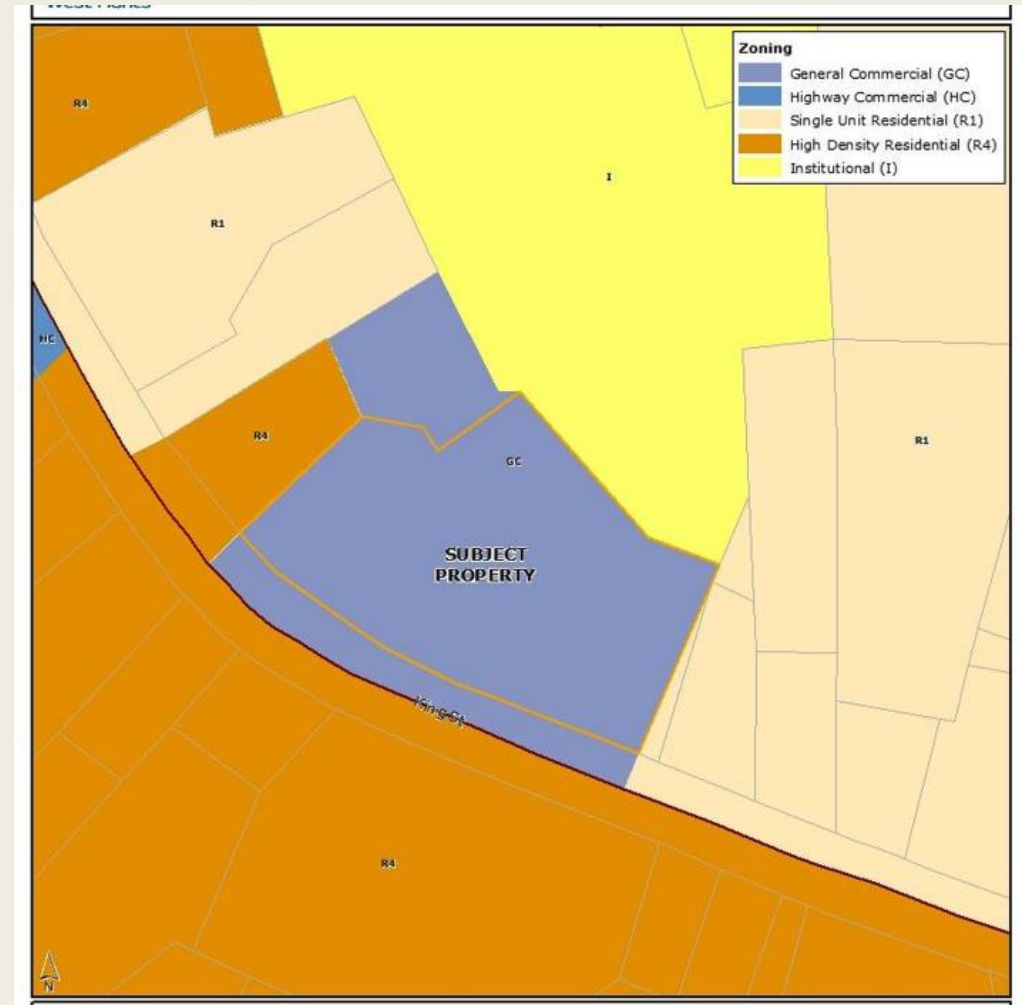 Zoning
General Commercial (GC)
Highway Commercial (HC)
Single Unit Residential (R1)
High Density Residential (R4)
Institutional (I)
R4
I
R1
HC
R4
R1
GC
SUBJECT
PROPERTY
King St
R4
N